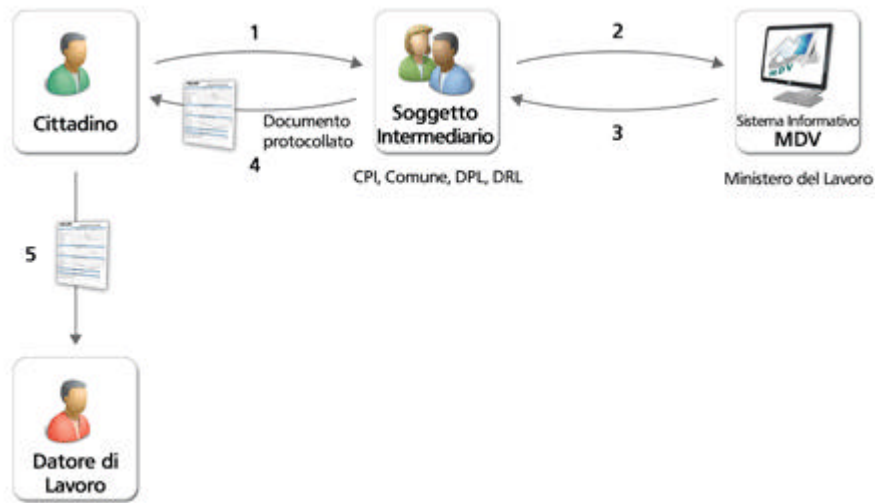 1
2
Cittadino
Documento
protocollato
4
Soggetto
Intermediario
3
MDV
Sistema Informativo
MDV
CPI, Comune, DPL, DRL
Ministero del Lavoro
5
Datore di
Lavoro